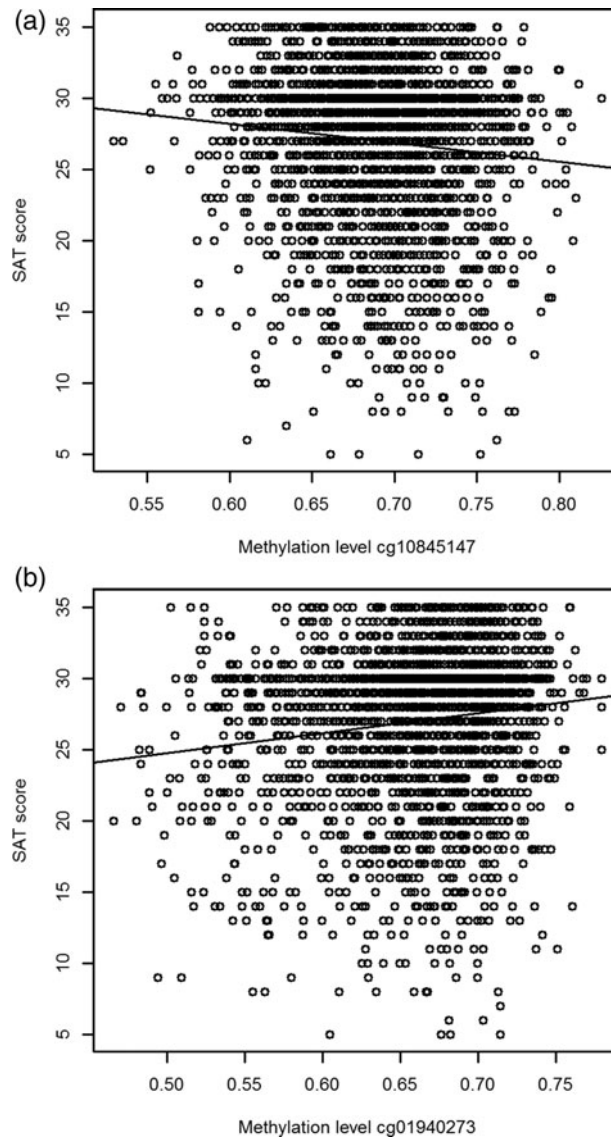 (a)
35
30
25
20
15
10
5
SAT score
0.55 0.60 0.65 0.70 0.75 0.80
Methylation level cg10845147
(b)
35
30
25
20
15
10
5
SAT score
0.50 0.55 0.60 0.65 0.70 0.75
Methylation level cg01940273